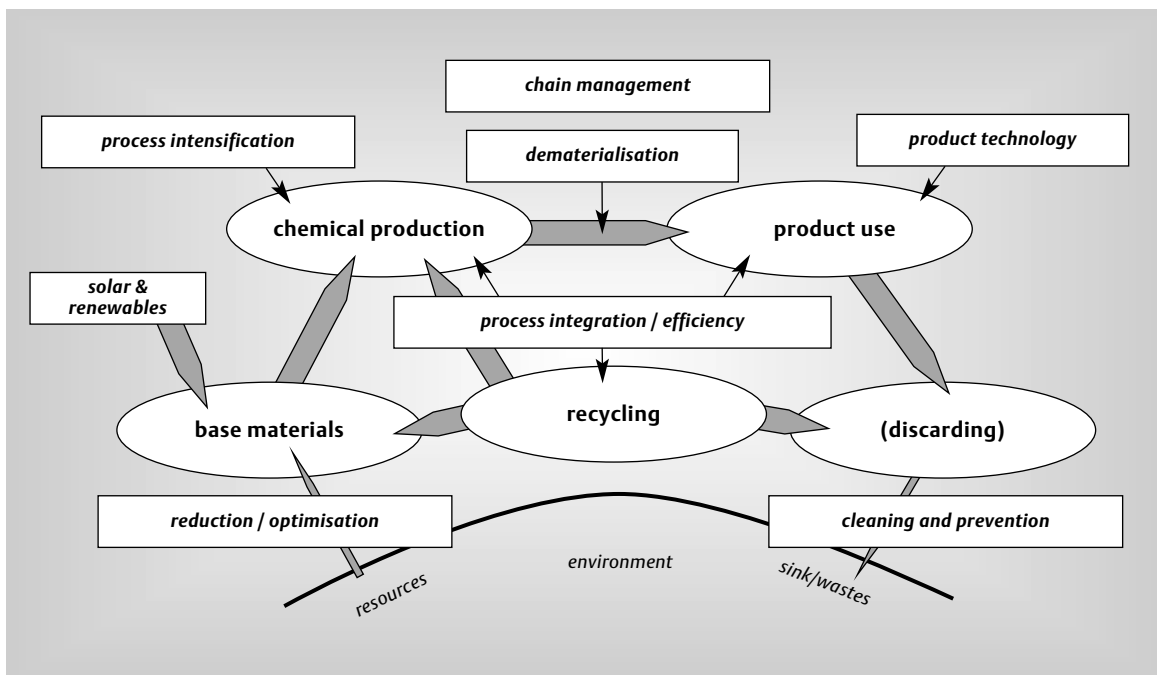 chain management
process intensification
dematerialisation
product technology
chemical production
product use
solar &
renewables
process integration / efficiency
base materials
recycling
(discarding)
reduction / optimisation
cleaning and prevention
environment
resources
sink/wastes